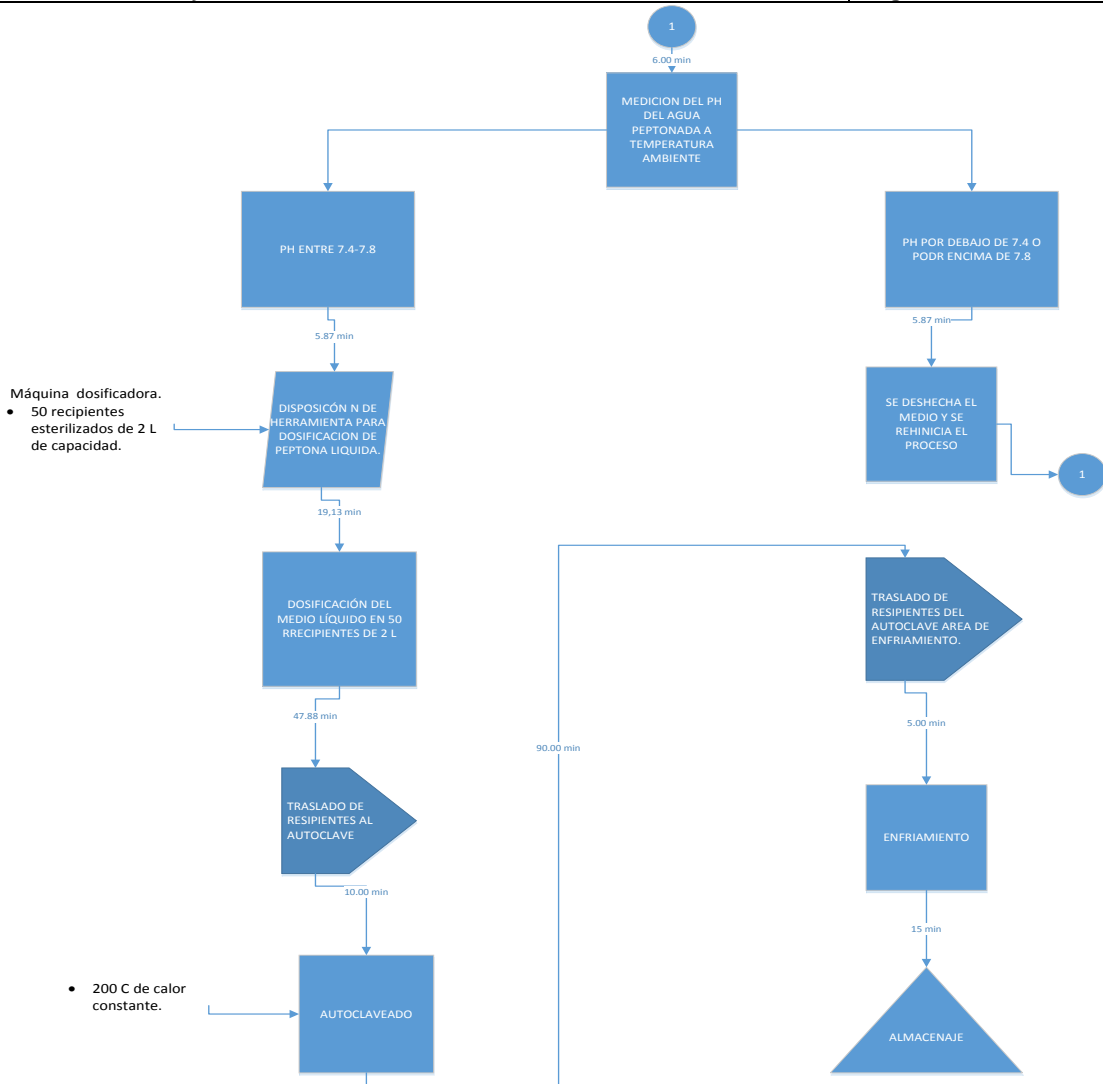 1
6.00 min
MEDICION DEL PH
DEL AGUA
PEPTONADA A
TEMPERATURA
AMBIENTE
PH ENTRE 7.4-7.8
PH POR DEBAJO DE 7.4 O
PODR ENCIMA DE 7.8
5.87 min
5.87 min
Máquina dosificadora.
• 50 recipientes
esterilizados de 2 L
de capacidad.
DISPOSICÓN N DE
HERRAMIENTA PARA
DOSIFICACION DE
PEPTONA LIQUIDA.
SE DESHECHA EL
MEDIO Y SE
REHINICIA EL
PROCESO
1
19,13 min
DOSIFICACIÓN DEL
MEDIO LÍQUIDO EN 50
RRECIPIENTES DE 2 L
TRASLADO DE
RESIPIENTES DEL
AUTOCLAVE AREA DE
ENFRIAMIENTO.
47.88 min
5.00 min
90.00 min
TRASLADO DE
RESIPIENTES AL
AUTOCLAVE
ENFRIAMIENTO
10.00 min
15 min
• 200 C de calor
constante.
AUTOCLAVEADO
ALMACENAJE